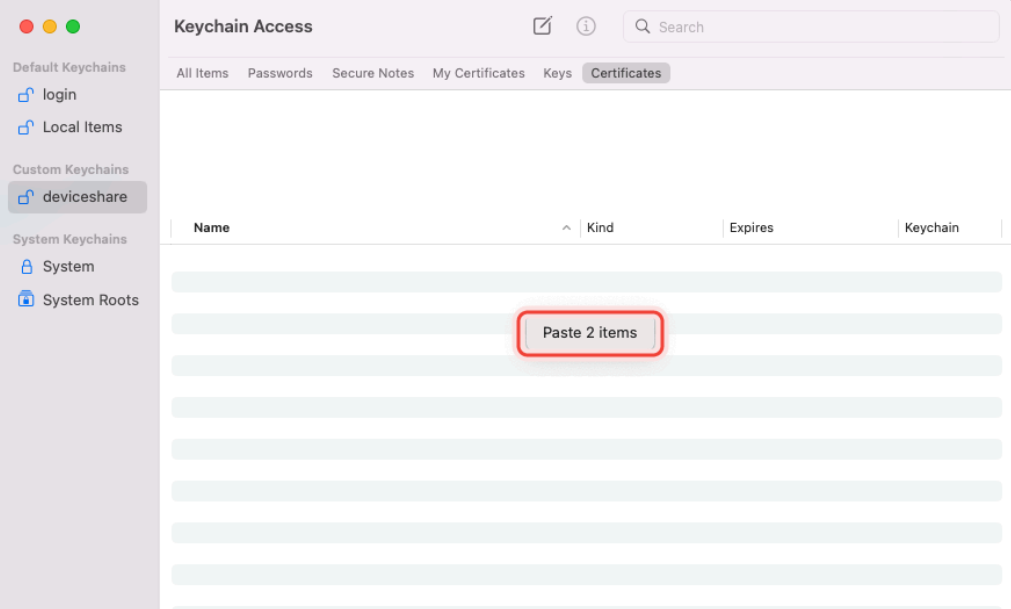 Keychain Access
Search
All Items Passwords Secure Notes My Certificates Keys Certificates
Default Keychains
login
Local Items
Custom Keychains
deviceshare
System Keychains
System
System Roots
Name Kind Expires Keychain
Paste 2 items